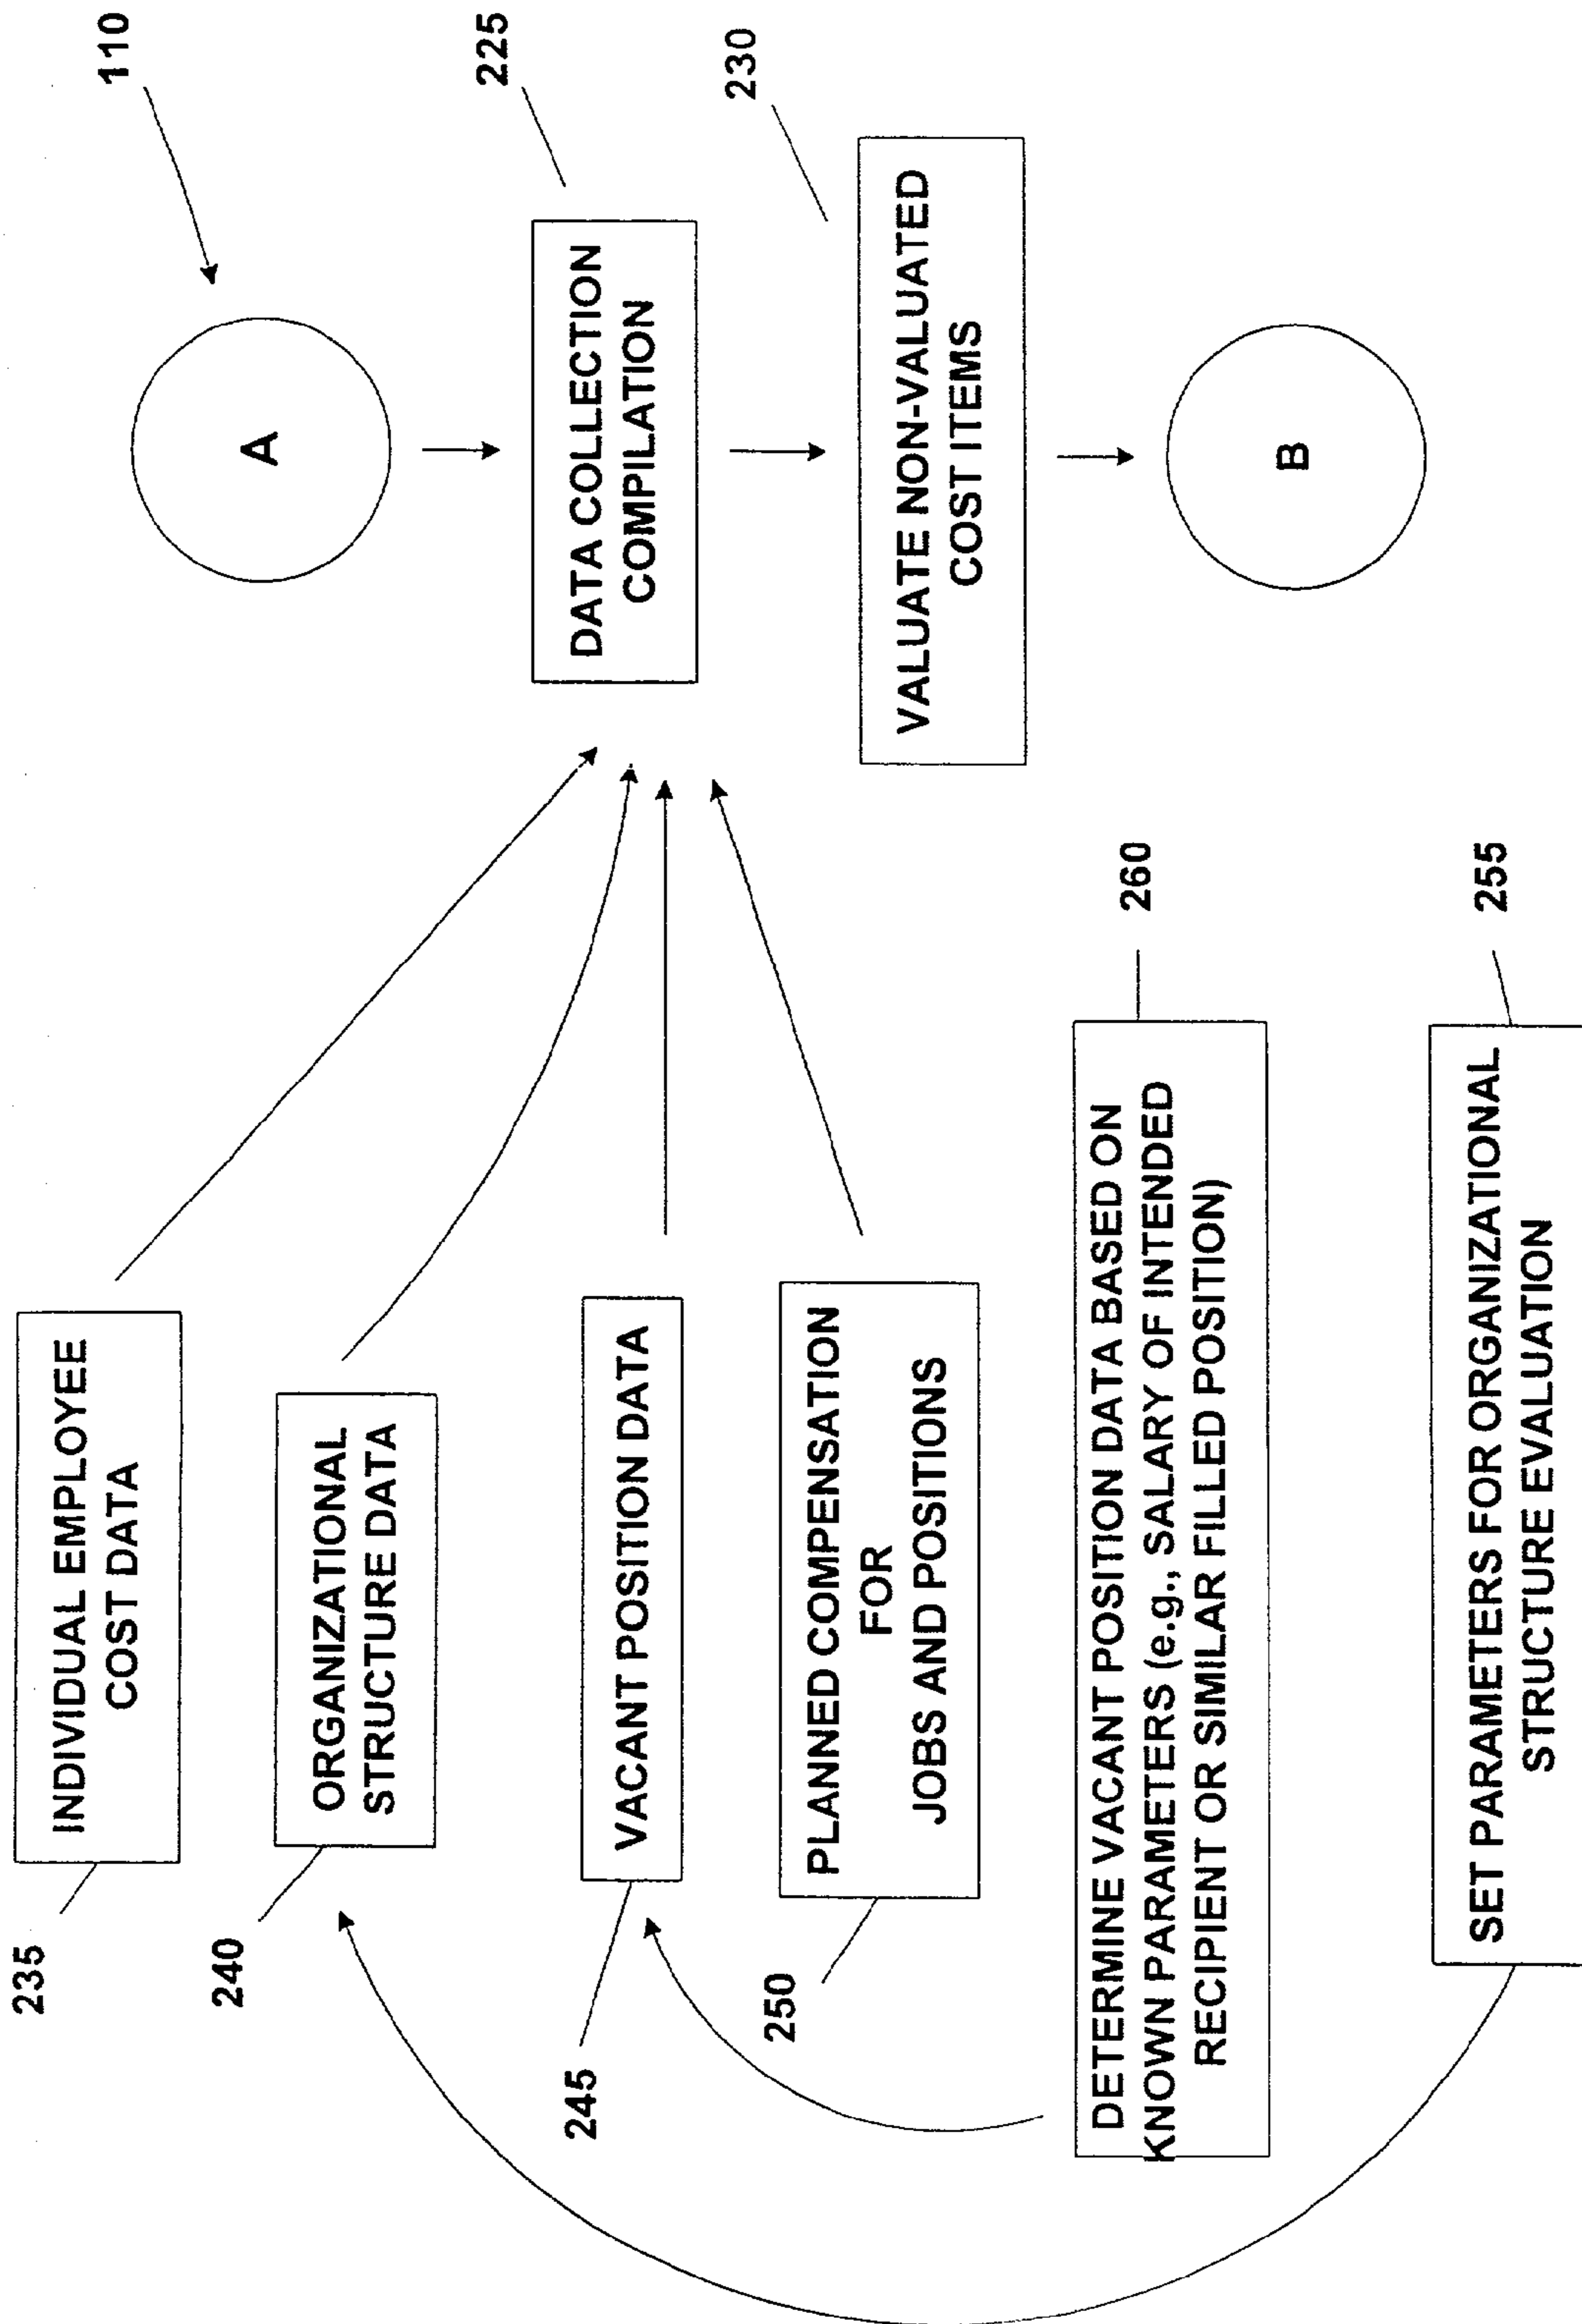 110
A
225
DATA COLLECTION
COMPILATION
230
VALUATE NON-VALUATED
COST ITEMS
B
235
INDIVIDUAL EMPLOYEE
COST DATA
240
ORGANIZATIONAL
STRUCTURE DATA
245
VACANT POSITION DATA
250
PLANNED COMPENSATION
FOR
JOBS AND POSITIONS
260
DETERMINE VACANT POSITION DATA BASED ON
KNOWN PARAMETERS (e.g., SALARY OF INTENDED
RECIPIENT OR SIMILAR FILLED POSITION)
255
SET PARAMETERS FOR ORGANIZATIONAL
STRUCTURE EVALUATION